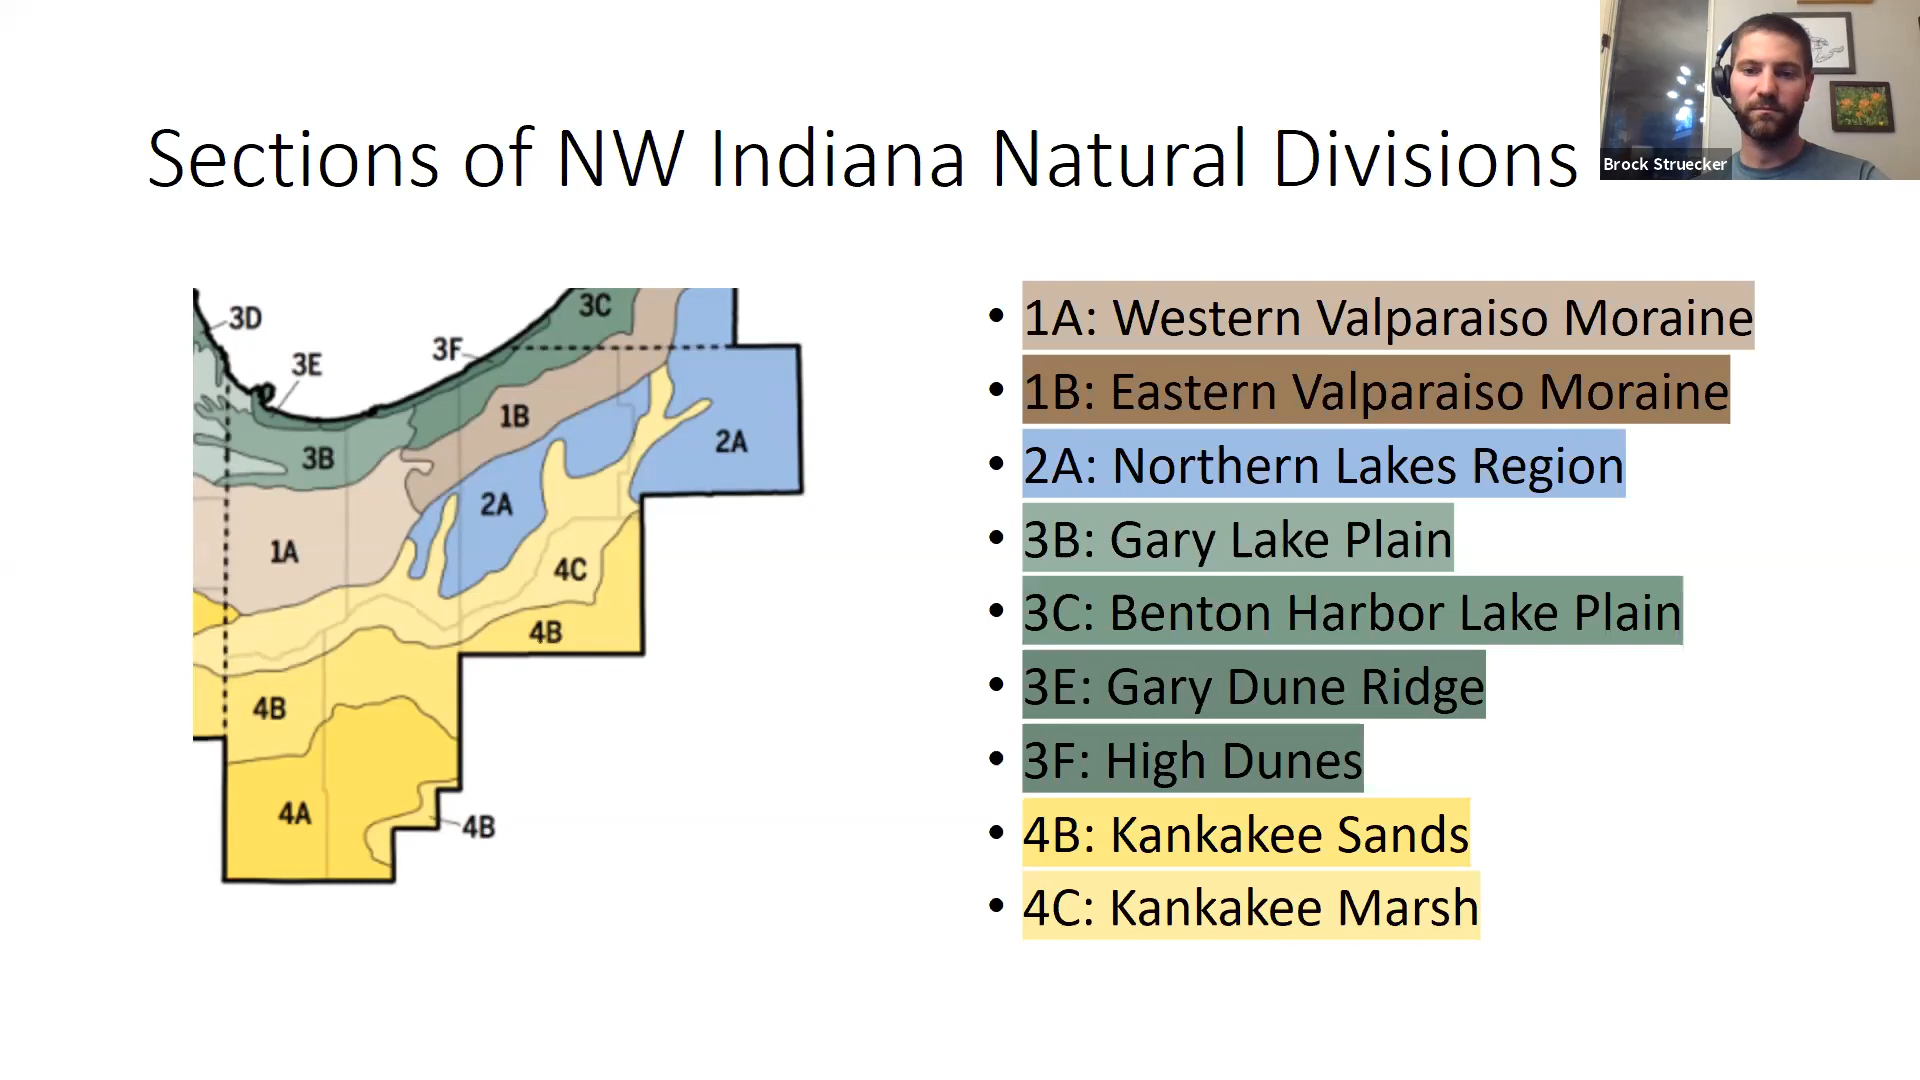 Sections of NW Indiana Natural Divisions
Brock Struecker
3D
3E
3F
3C
1B
2A
3B
2A
1A
4C
4B
4B
4A
4B
• 1A: Western Valparaiso Moraine
• 1B: Eastern Valparaiso Moraine
• 2A: Northern Lakes Region
• 3B: Gary Lake Plain
• 3C: Benton Harbor Lake Plain
• 3E: Gary Dune Ridge
• 3F: High Dunes
• 4B: Kankakee Sands
• 4C: Kankakee Marsh